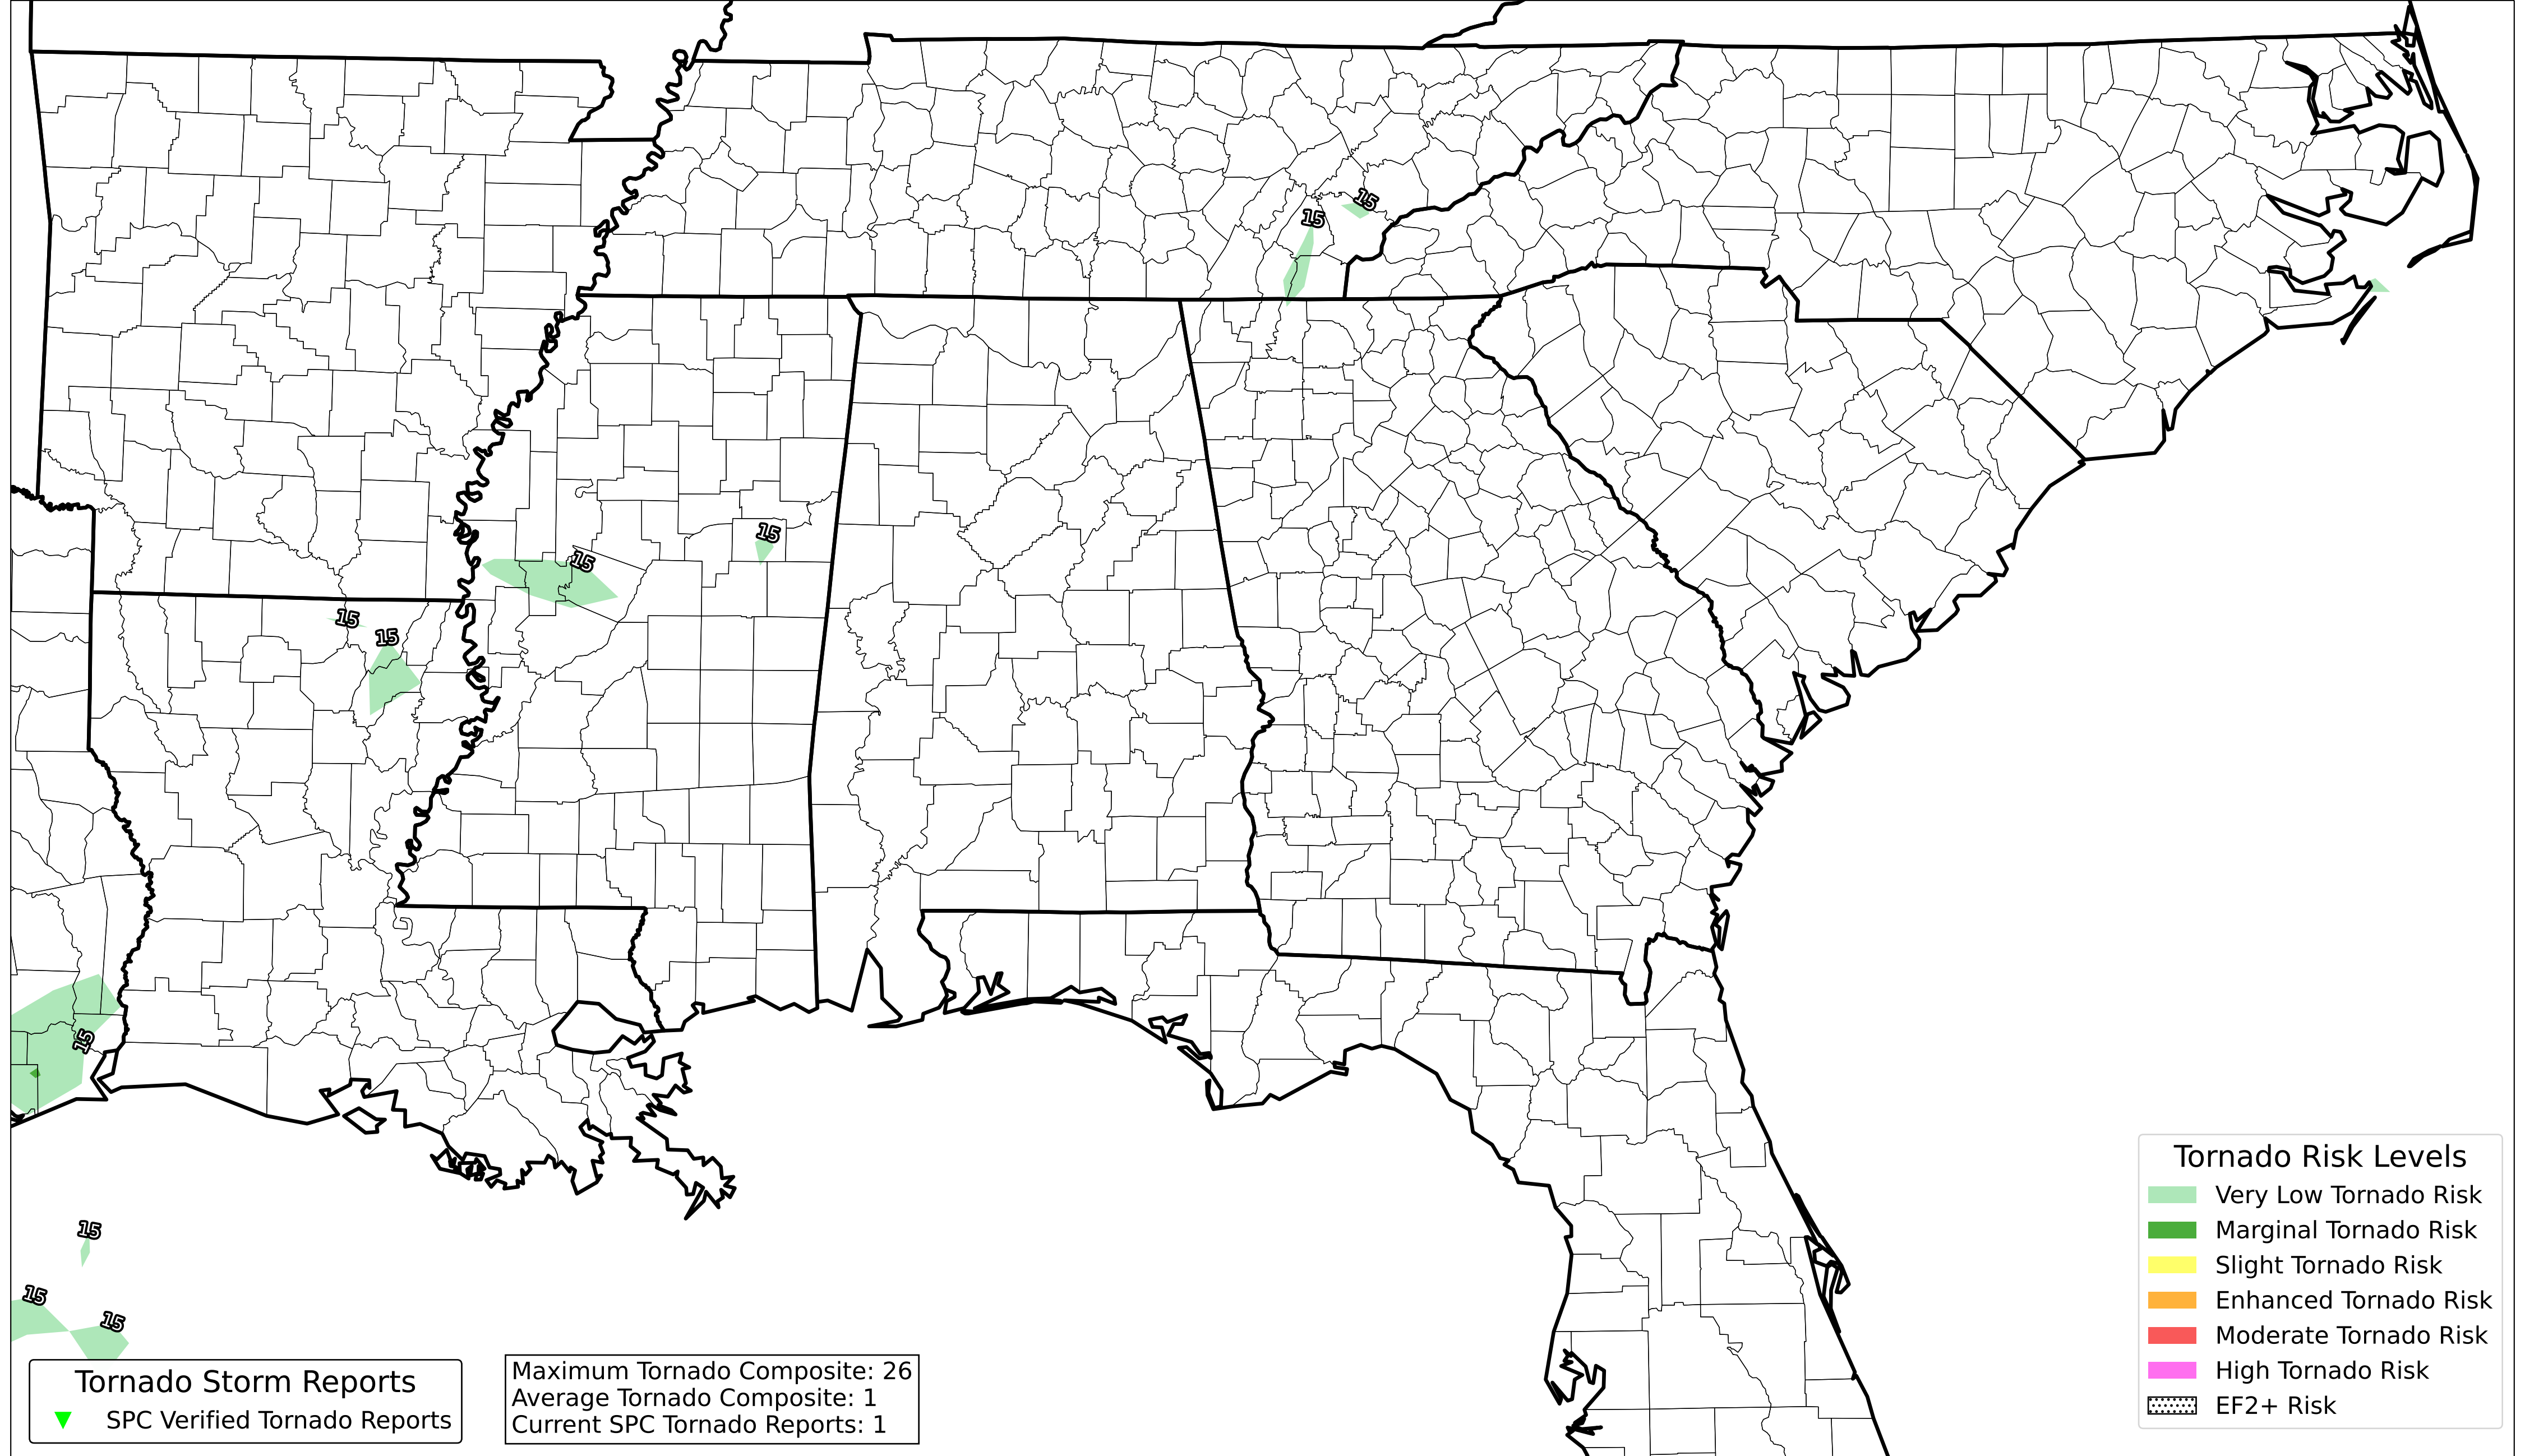 15
15
15
15
15
15
15
15
15
15
Tornado Storm Reports
SPC Verified Tornado Reports
Maximum Tornado Composite: 26
Average Tornado Composite: 1
Current SPC Tornado Reports: 1
Tornado Risk Levels
Very Low Tornado Risk
Marginal Tornado Risk
Slight Tornado Risk
Enhanced Tornado Risk
Moderate Tornado Risk
High Tornado Risk
EF2+ Risk